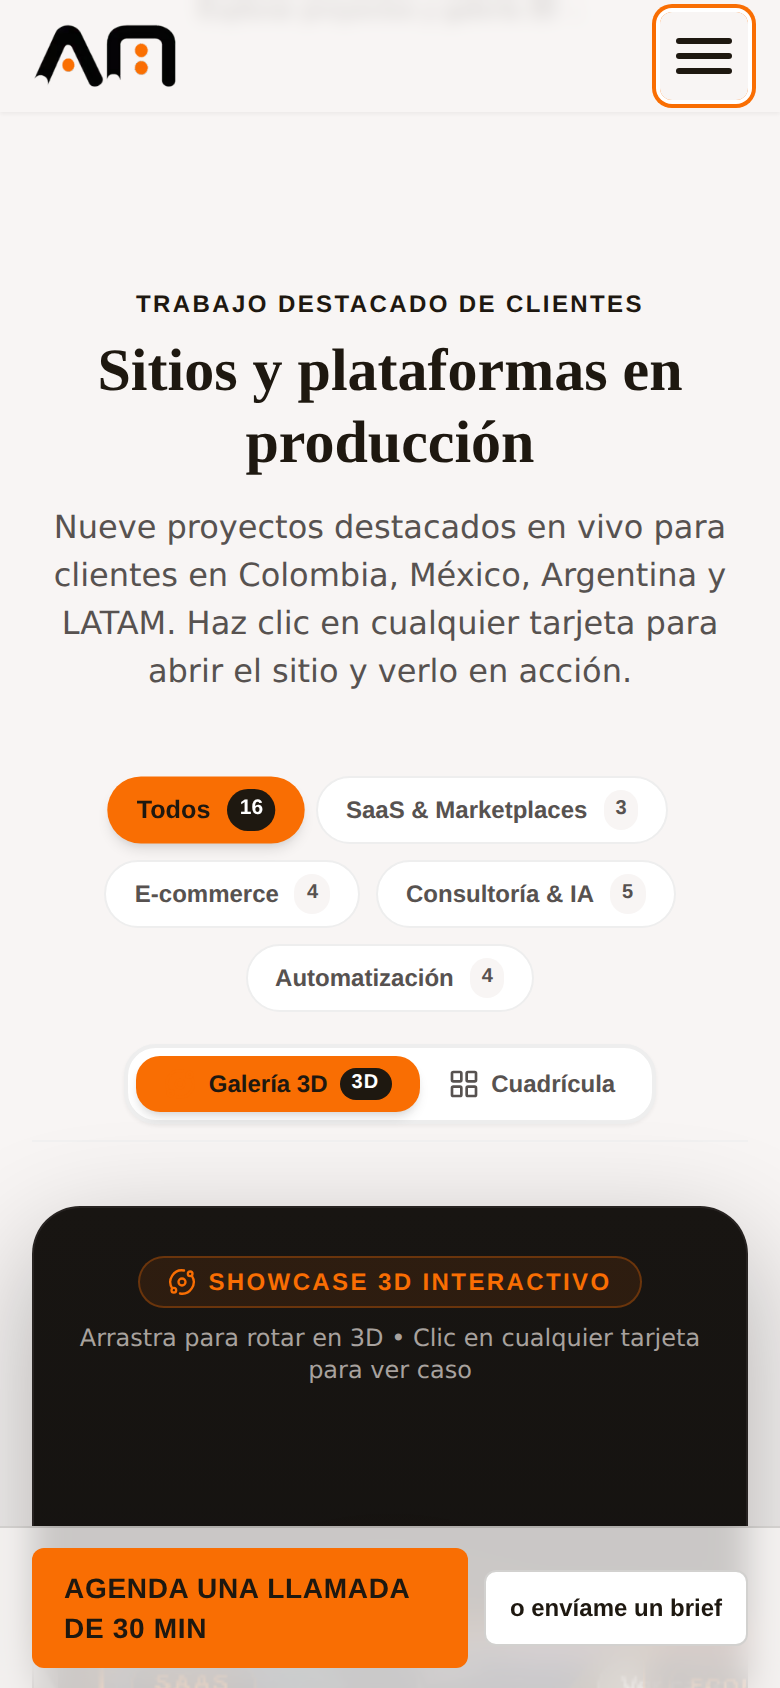 TRABAJO DESTACADO DE CLIENTES
Sitios y plataformas en
producción
Nueve proyectos destacados en vivo para
clientes en Colombia, México, Argentina y
LATAM. Haz clic en cualquier tarjeta para
abrir el sitio y verlo en acción.
Todos 16 SaaS & Marketplaces 3
E-commerce 4 Consultoría & IA 5
Automatización 4
Galería 3D 3D Cuadrícula
SHOWCASE 3D INTERACTIVO
Arrastra para rotar en 3D • Clic en cualquier tarjeta
para ver caso
AGENDA UNA LLAMADA
DE 30 MIN
o envíame un brief
SAAS